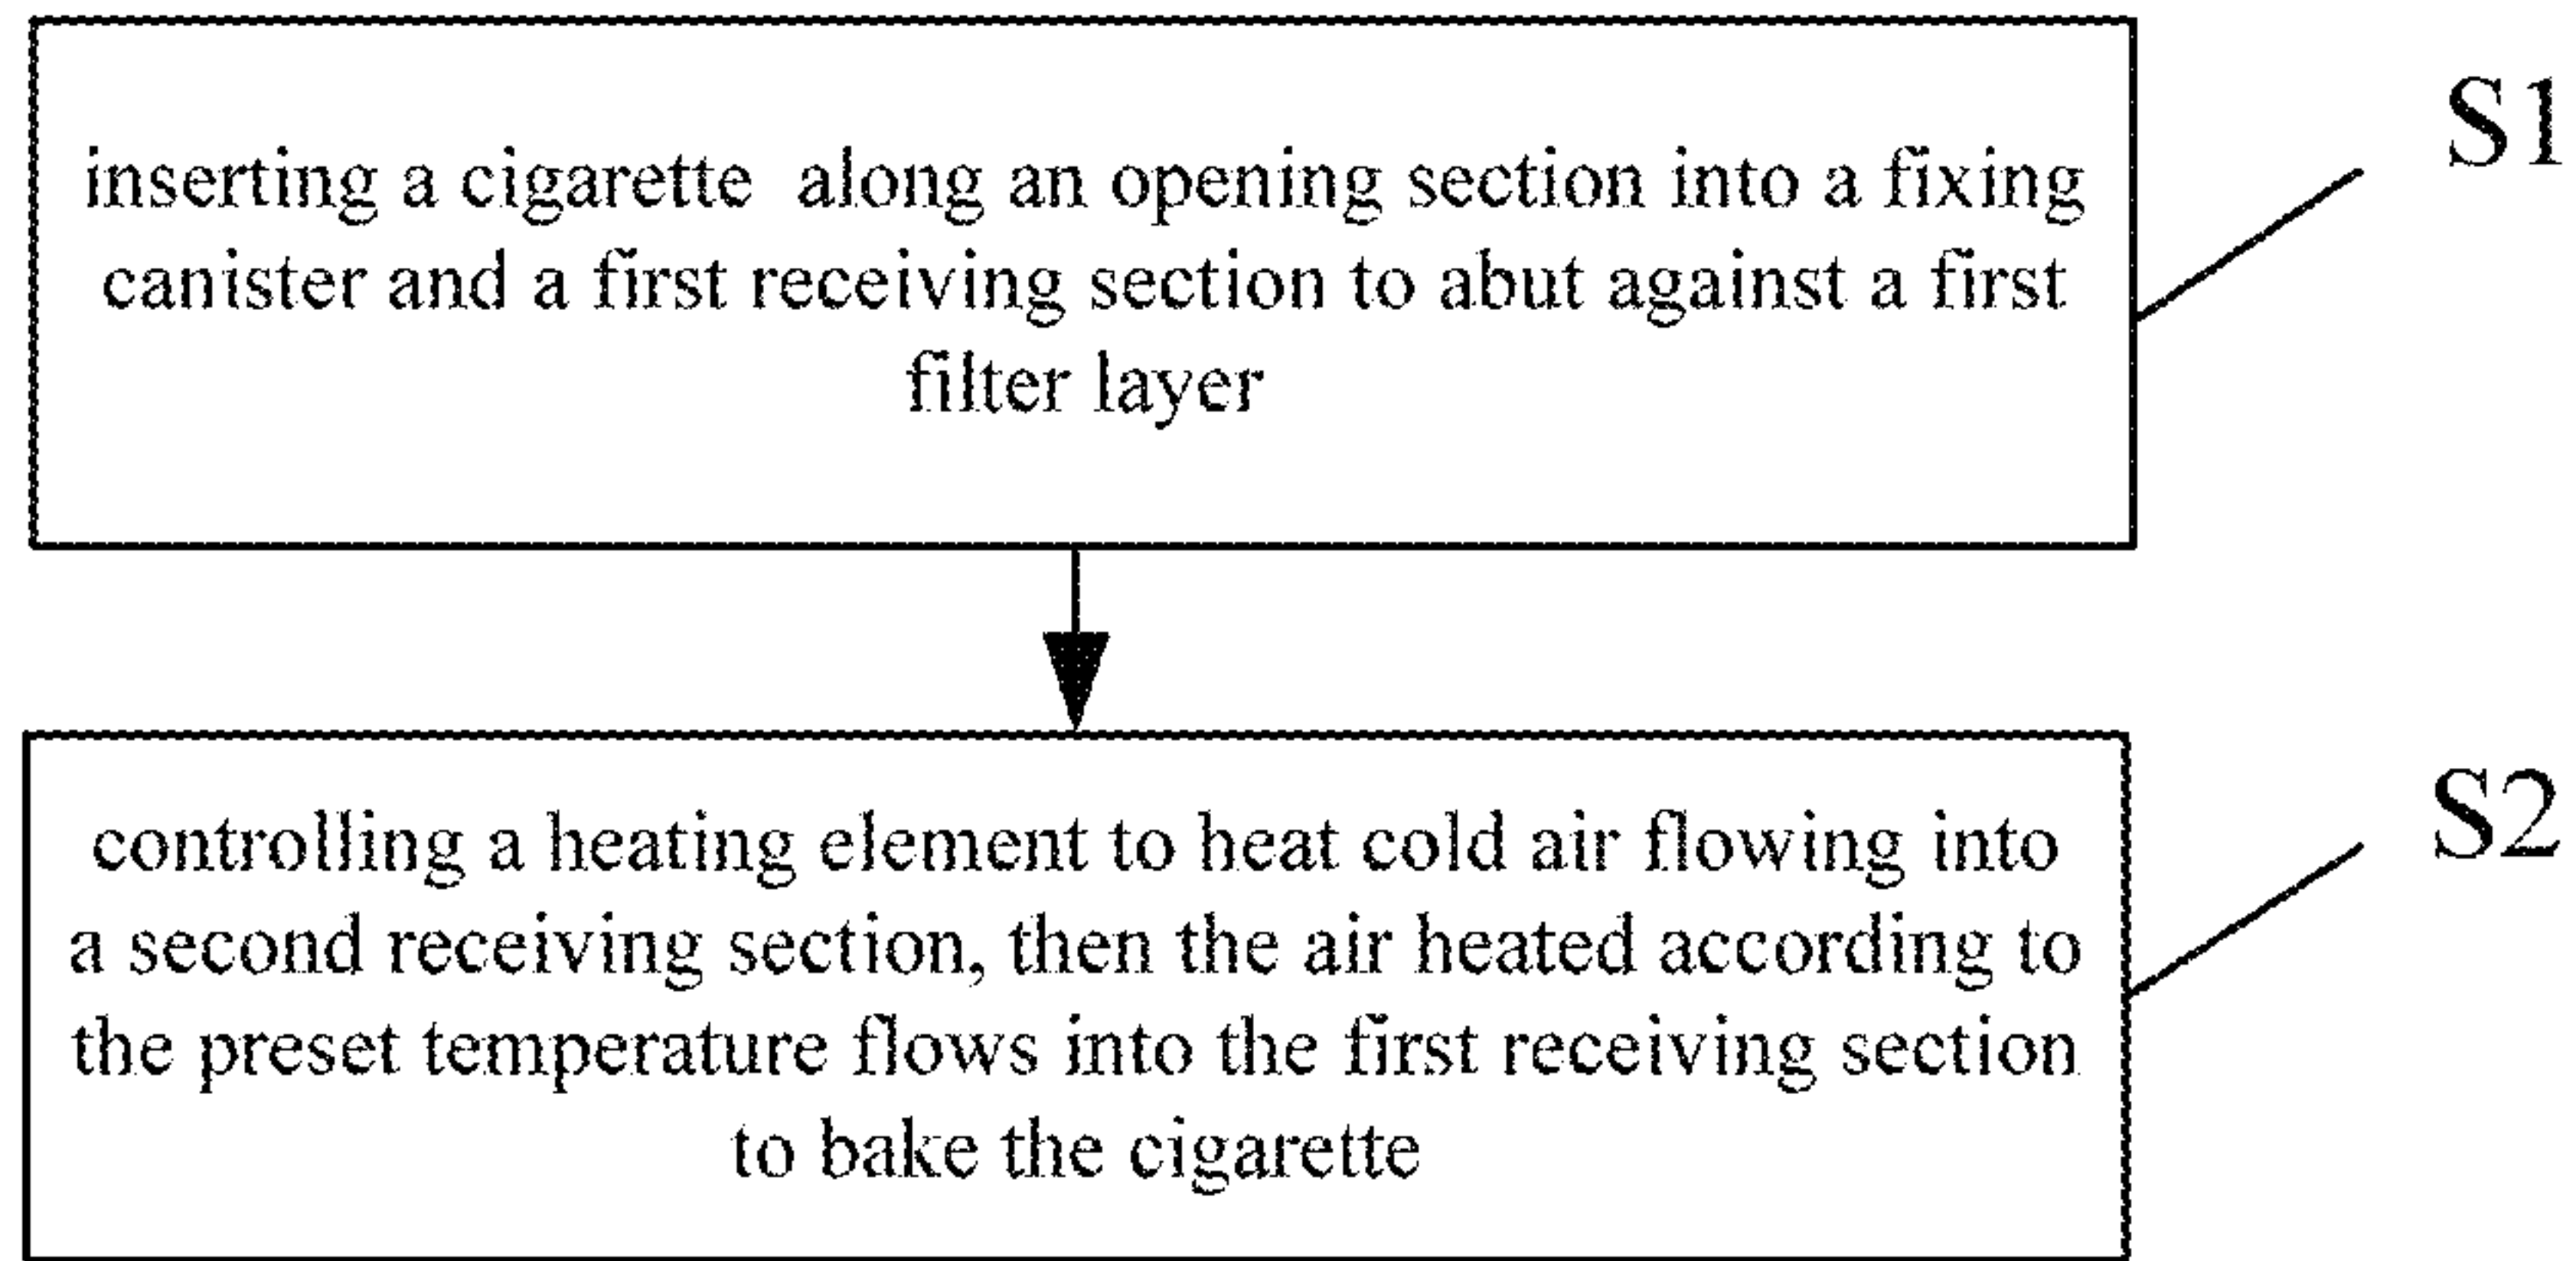 inserting a cigarette along an opening section into a fixing
canister and a first receiving section to abut against a first
filter layer
S1
controlling a heating element to heat cold air flowing into
a second receiving section, then the air heated according to
the preset temperature flows into the first receiving section
to bake the cigarette
S2